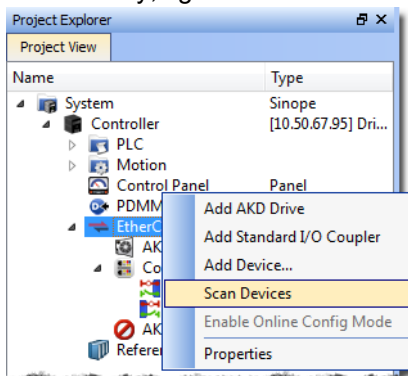 Project Explorer
Project View
Name Type
System Sinope
Controller [10.50.67.95] Dri...
PLC
Motion
Control Panel Panel
PDMM
EtherC
AK
Co
AK
Referen
Add AKD Drive
Add Standard I/O Coupler
Add Device...
Scan Devices
Enable Online Config Mode
Properties